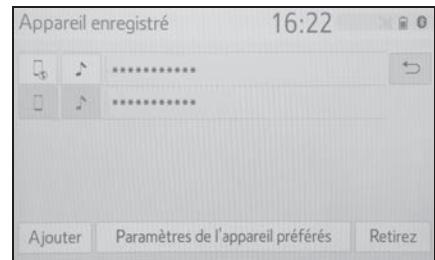 Appareil enregistré 16:22
•••••••••••
•••••••••••
Ajouter Paramètres de l'appareil préférés Retirez